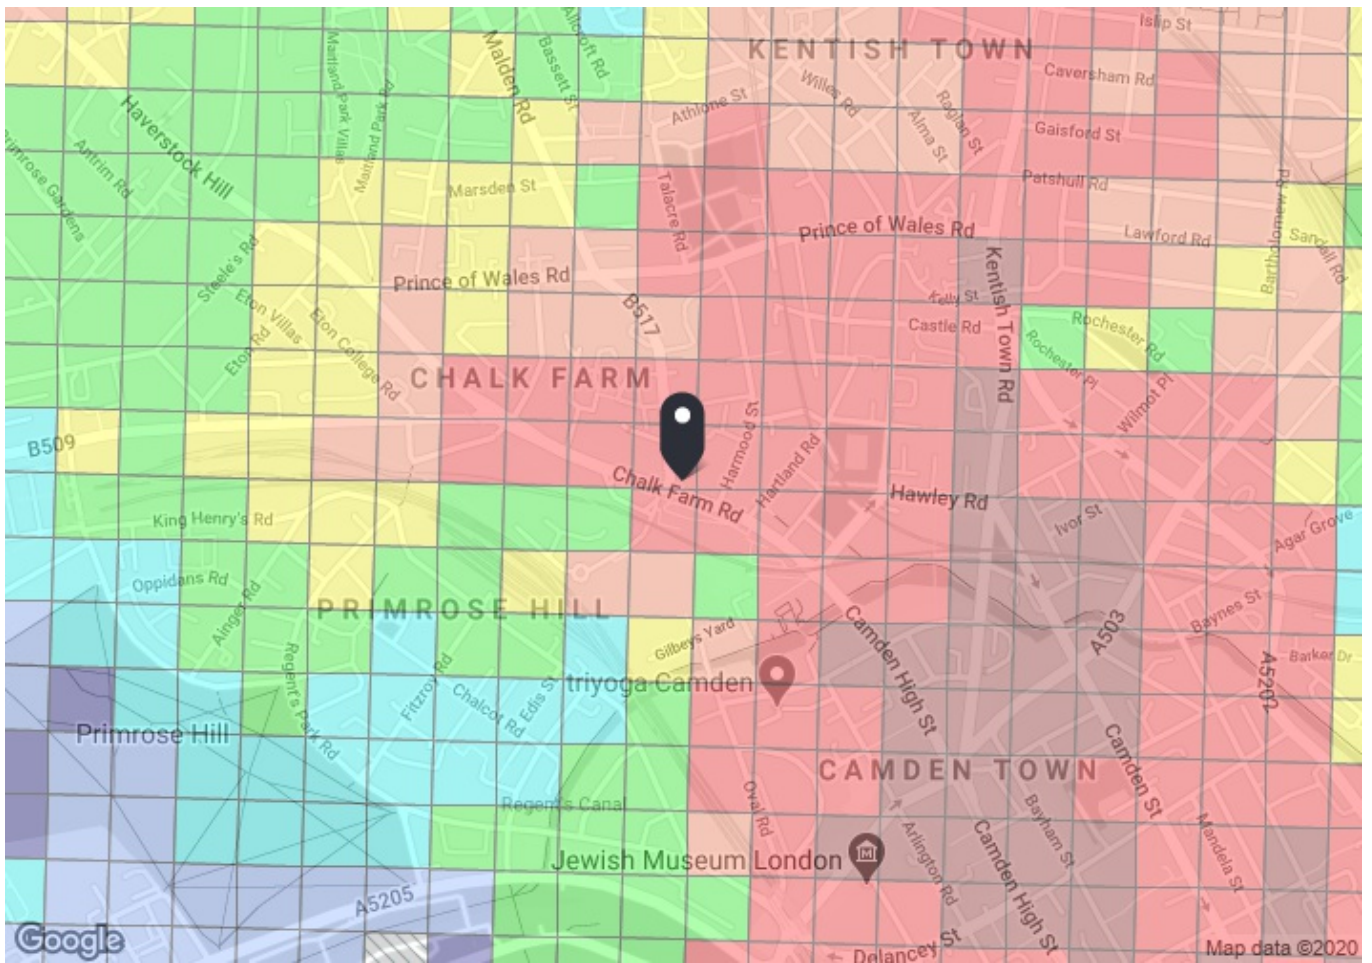 Islip St
KENTISH TOWN
Allcroft Rd
Bassett St
Malden Rd
Maitland Park Villas
Maitland Park Rd
Willes Rd
Caversham Rd
Athlone St
Raglan St
Alma St
Gaisford St
Haverstock Hill
Antrim Rd
Primrose Gardens
Marsden St
Talacre Rd
Patshull Rd
Bartholomew Rd
Prince of Wales Rd
Lawford Rd
Sandall Rd
Steele's Rd
Prince of Wales Rd
Kentish Town Rd
Kelly St
Castle Rd
B517
Eton Villas
Eton Rd
Eton College Rd
Rochester Rd
Rochester Pl
CHALK FARM
Wilmot Pl
Harmood St
Hartland Rd
B509
Chalk Farm Rd
Hawley Rd
King Henry's Rd
Ivor St
Agar Grove
Oppidans Rd
Ainger Rd
PRIMROSE HILL
Baynes St
A503
Camden High St
Gilbeys Yard
Barker Dr
A5202
Regent's Park Rd
Fitzroy Rd
Chalcot Rd
Edis St
triyoga Camden
Primrose Hill
CAMDEN TOWN
Camden St
Regent's Canal
Oval Rd
Bayham St
Mandela St
Arlington Rd
Camden High St
Jewish Museum London
A5205
Delancey St
Google
Map data ©2020